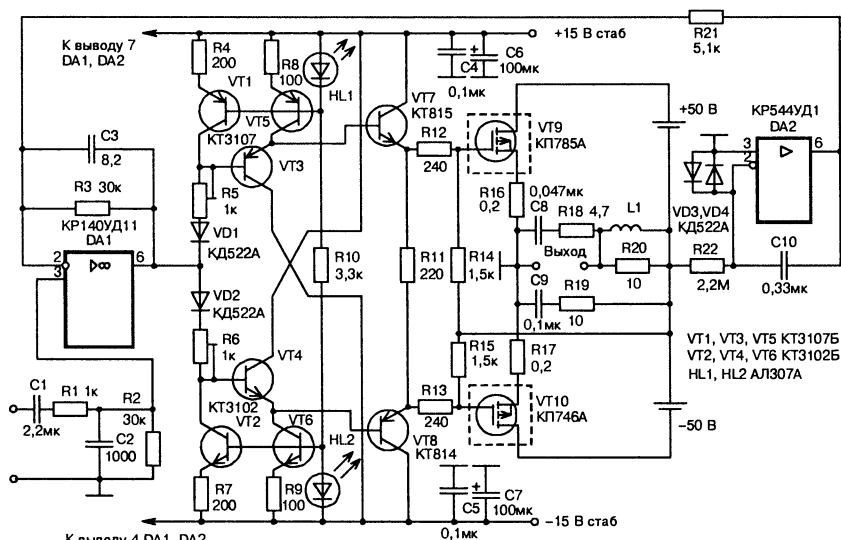 К выводу 7
DA1, DA2
+15 В стаб
R21
5,1к
R4
200
R8
100
HL1
VT1
VT5
КТ3107
C4
0,1мк
+ C6
100мк
VT7
КТ815
R12
240
VT9
КП785А
+50 В
КР544УД1
DA2
3
2
6
C3
8,2
R3 30к
VT3
R5
1к
R16
0,2
0,047мк
C8
R18 4,7
L1
VD3,VD4
КД522А
КР140УД11
DA1
2
3
∞
6
VD1
КД522А
R10
3,3к
R11
220
R14
1,5к
Выход
R20
10
R22
2,2М
C10
0,33мк
VD2
КД522А
C9
0,1мк
R19
10
R6
1к
VT4
R15
1,5к
R17
0,2
VT1, VT3, VT5 КТ3107Б
VT2, VT4, VT6 КТ3102Б
HL1, HL2 АЛ307А
C1
2,2мк
R1 1к
R2
30к
C2
1000
КТ3102
VT2
VT6
HL2
R13
240
VT8
КТ814
VT10
КП746А
-50 В
R7
200
R9
100
C5
0,1мк
+ C7
100мк
-15 В стаб
К выводу 4 DA1, DA2